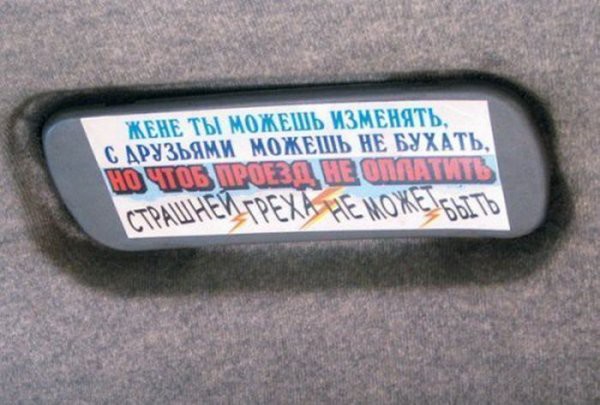 ЖЕНЕ ТЫ МОЖЕШЬ ИЗМЕНЯТЬ,
С ДРУЗЬЯМИ МОЖЕШЬ НЕ БУХАТЬ,
НО ЧТОБ ПРОЕЗД НЕ ОПЛАТИТЬ
СТРАШНЕЙ ГРЕХА НЕ МОЖЕТ БЫТЬ